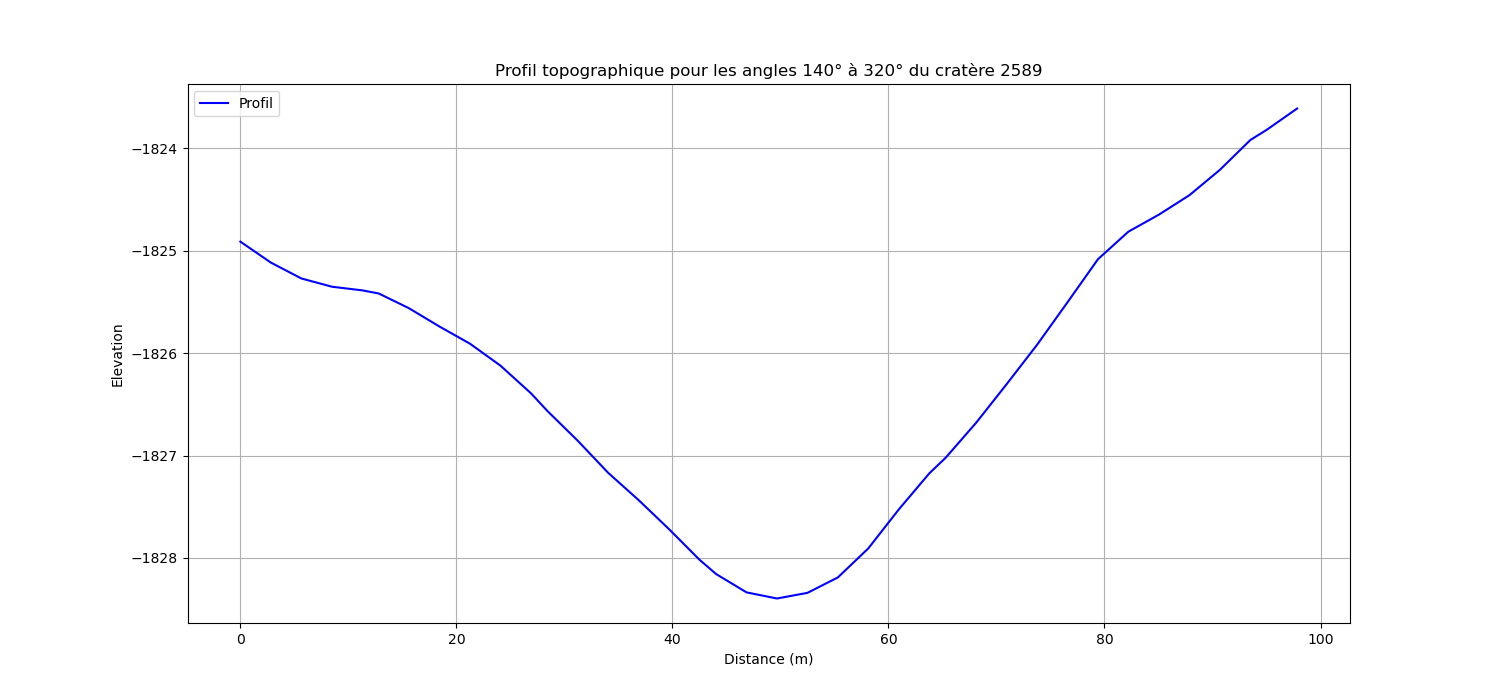 Profil topographique pour les angles 140° à 320° du cratère 2589
Profil
−1824
−1825
−1826
−1827
−1828
Elevation
0 20 40 60 80 100
Distance (m)